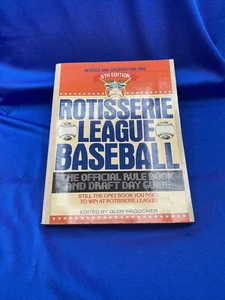 REVISED AND UPDATED FOR 1990
5TH EDITION
ROTISSERIE
LEAGUE
BASEBALL
THE OFFICIAL RULE BOOK
AND DRAFT DAY GUIDE
STILL THE ONLY BOOK YOU NEED
TO WIN AT ROTISSERIE LEAGUE
EDITED BY GLEN WAGGONER